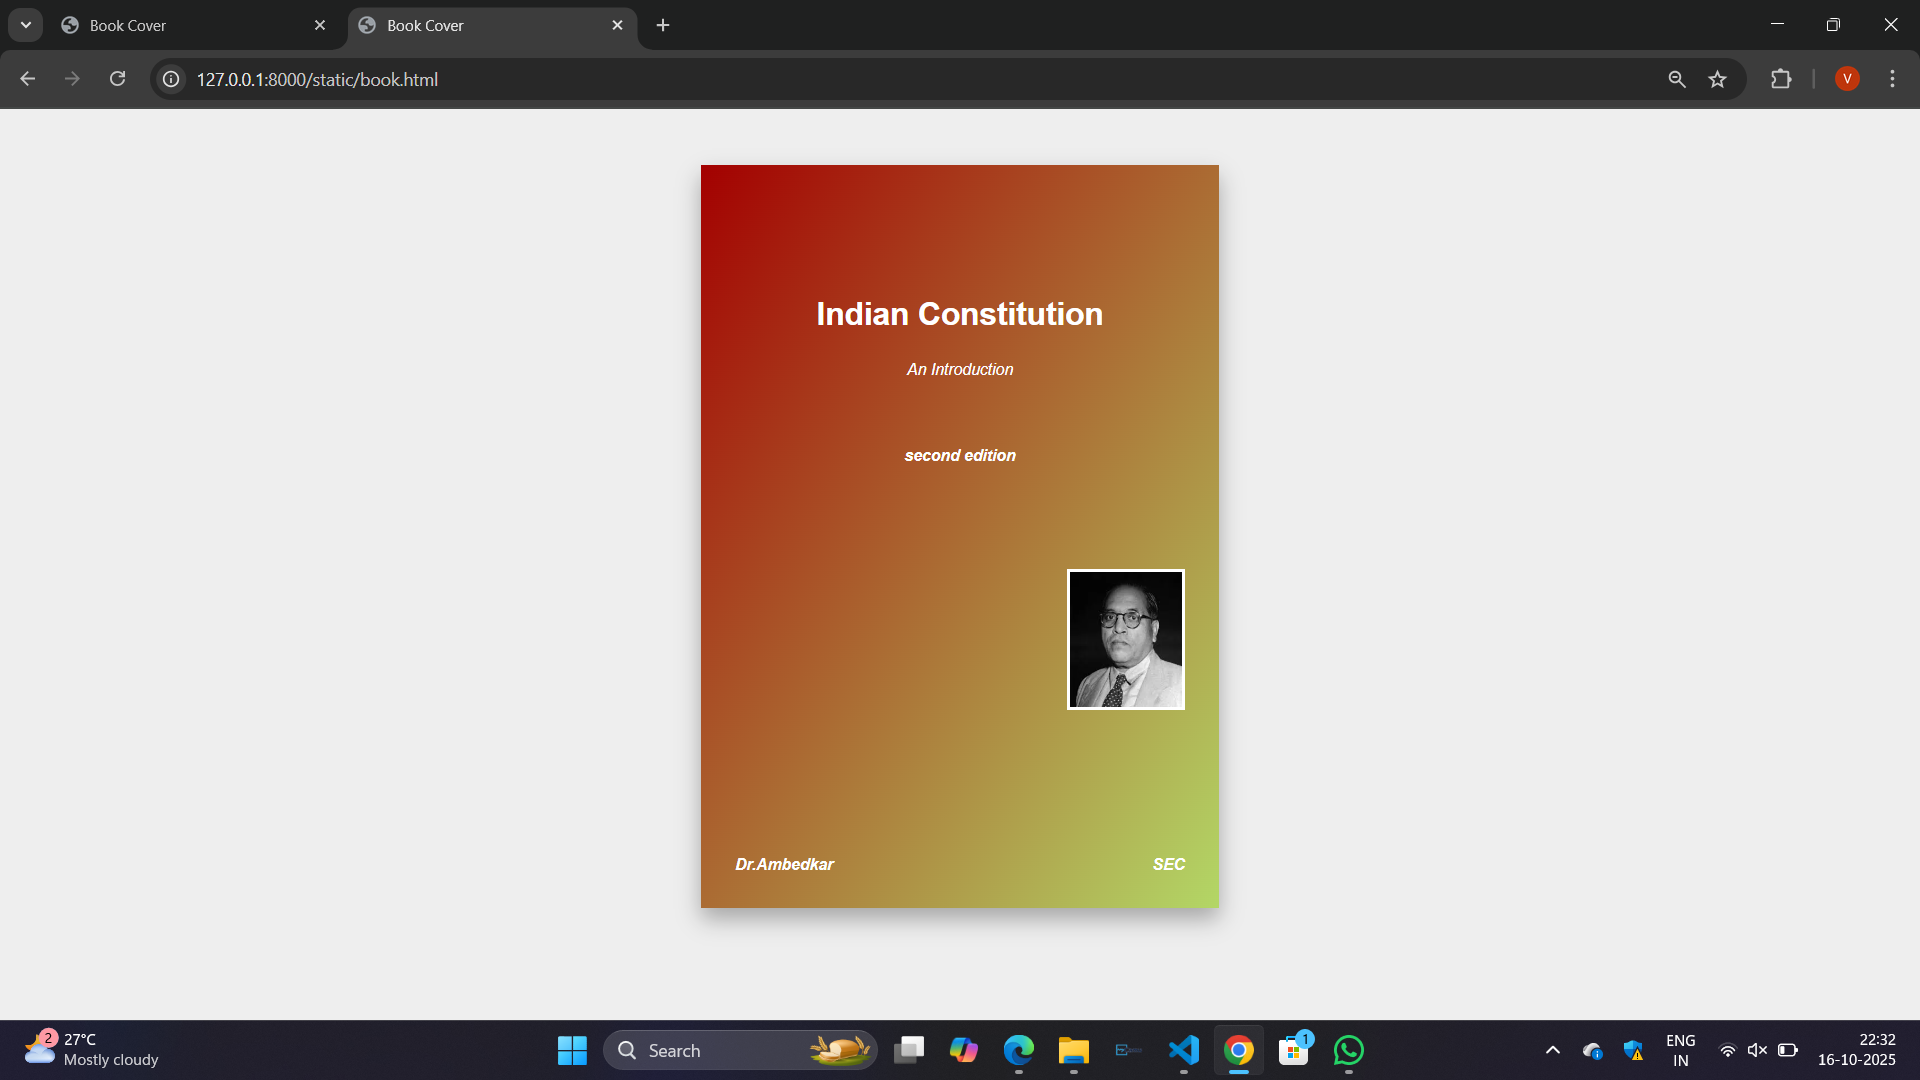 Book Cover
Book Cover
127.0.0.1:8000/static/book.html
V
Indian Constitution
An Introduction
second edition
Dr.Ambedkar
SEC
2
27°C
Mostly cloudy
Search
1
ENG
IN
22:32
16-10-2025